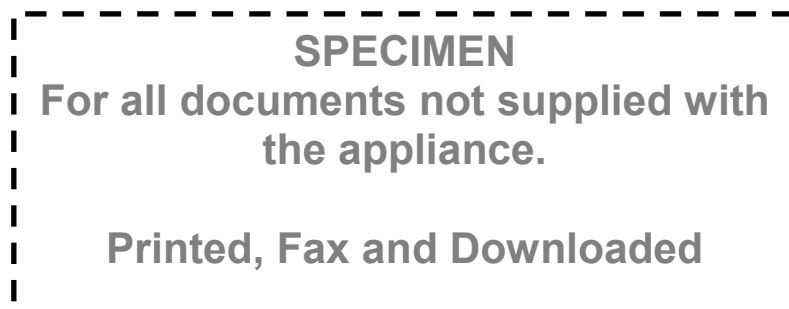 SPECIMEN
For all documents not supplied with
the appliance.
Printed, Fax and Downloaded